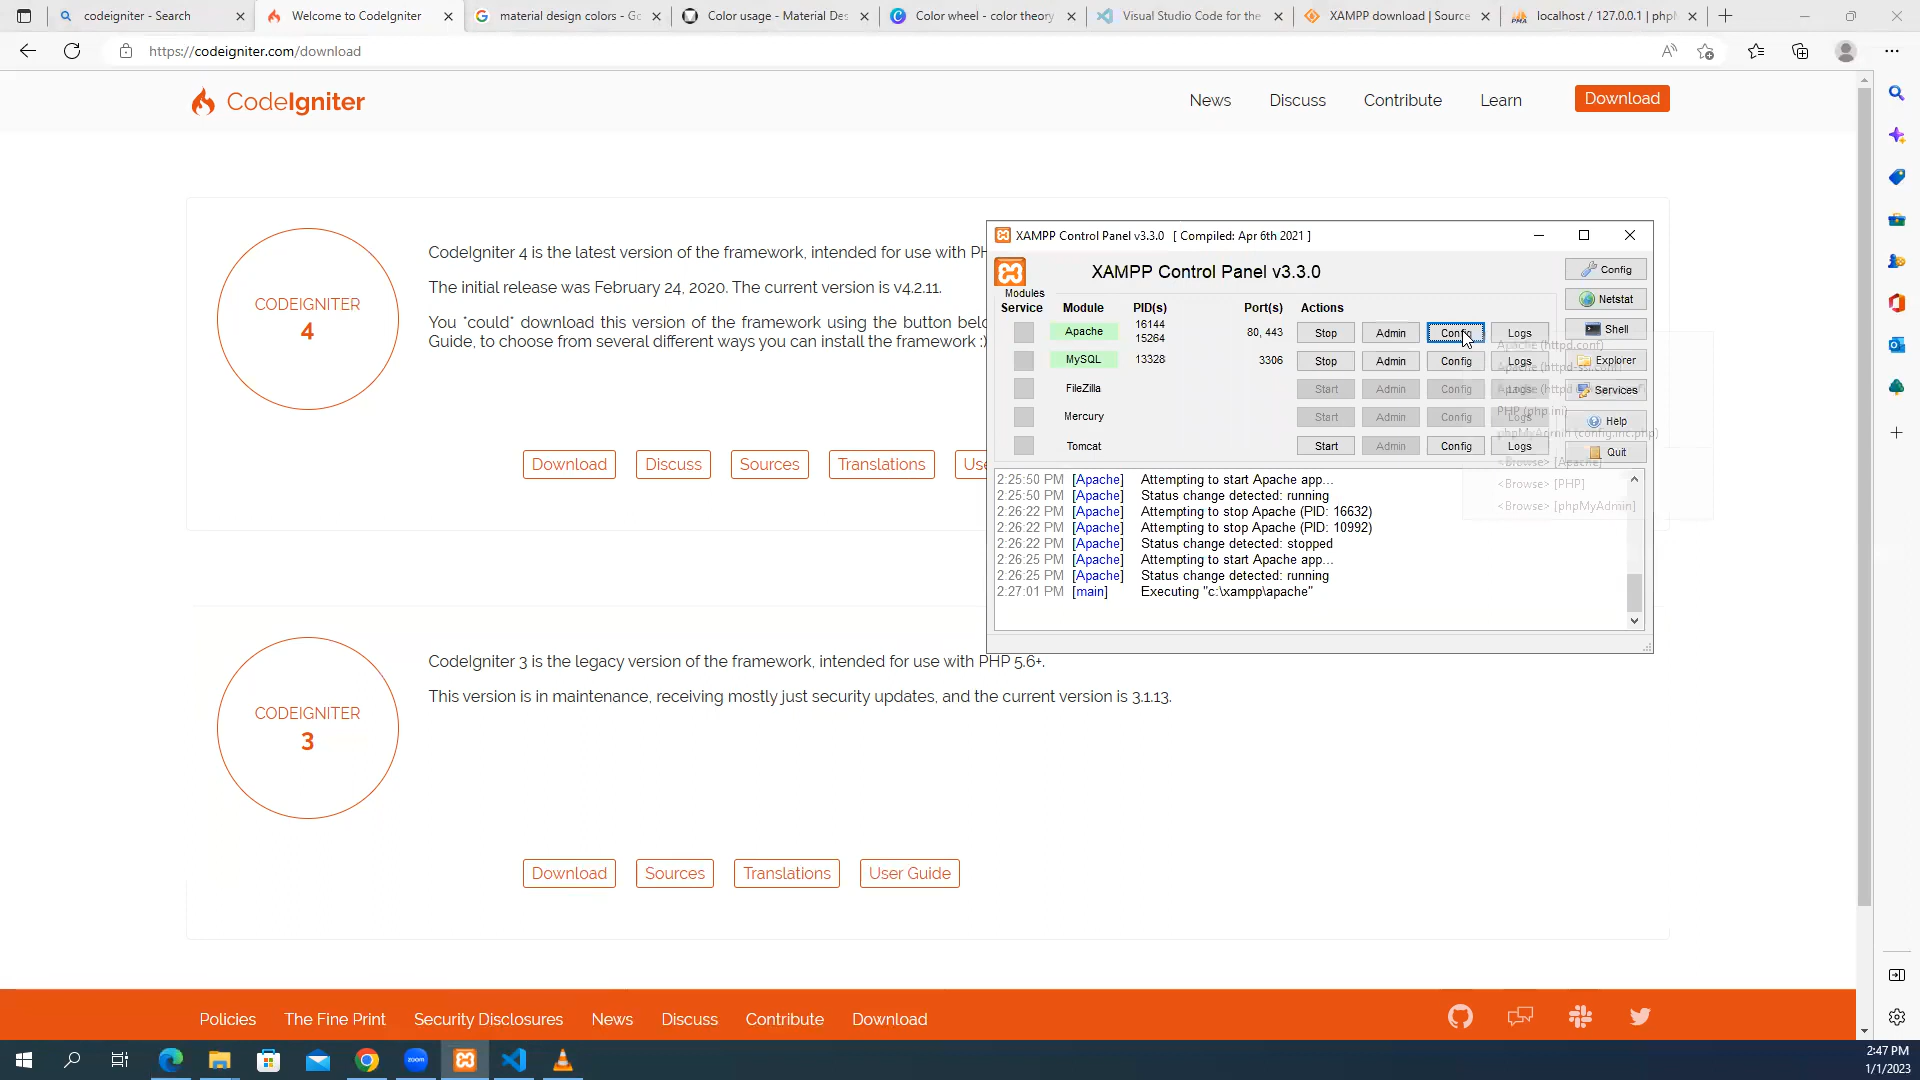 codeigniter - Search
Welcome to CodeIgniter
material design colors - Go
Color usage - Material Des
Color wheel - color theory
Visual Studio Code for the
XAMPP download | Source
localhost / 127.0.0.1 | php
https://codeigniter.com/download
CodeIgniter
News
Discuss
Contribute
Learn
Download
CODEIGNITER
4
CodeIgniter 4 is the latest version of the framework, intended for use with PH
The initial release was February 24, 2020. The current version is v4.2.11.
You *could* download this version of the framework using the button belo
Guide, to choose from several different ways you can install the framework :)
Download
Discuss
Sources
Translations
Use
XAMPP Control Panel v3.3.0 [ Compiled: Apr 6th 2021 ]
XAMPP Control Panel v3.3.0
Config
Modules
Service
Module
PID(s)
Port(s)
Actions
Netstat
Apache
16144
15264
80, 443
Stop
Admin
Config
Logs
Shell
MySQL
13328
3306
Stop
Admin
Config
Logs
Explorer
FileZilla
Start
Admin
Config
Logs
Services
Mercury
Start
Admin
Config
Logs
Help
Tomcat
Start
Admin
Config
Logs
Quit
Apache (httpd.conf)
PHP (php.ini)
phpMyAdmin (config.inc.php)
<Browse> [Apache]
<Browse> [PHP]
<Browse> [phpMyAdmin]
2:25:50 PM [Apache] Attempting to start Apache app...
2:25:50 PM [Apache] Status change detected: running
2:26:22 PM [Apache] Attempting to stop Apache (PID: 16632)
2:26:22 PM [Apache] Attempting to stop Apache (PID: 10992)
2:26:22 PM [Apache] Status change detected: stopped
2:26:25 PM [Apache] Attempting to start Apache app...
2:26:25 PM [Apache] Status change detected: running
2:27:01 PM [main] Executing "c:\xampp\apache"
CODEIGNITER
3
CodeIgniter 3 is the legacy version of the framework, intended for use with PHP 5.6+.
This version is in maintenance, receiving mostly just security updates, and the current version is 3.1.13.
Download
Sources
Translations
User Guide
Policies
The Fine Print
Security Disclosures
News
Discuss
Contribute
Download
zoom
2:47 PM
1/1/2023